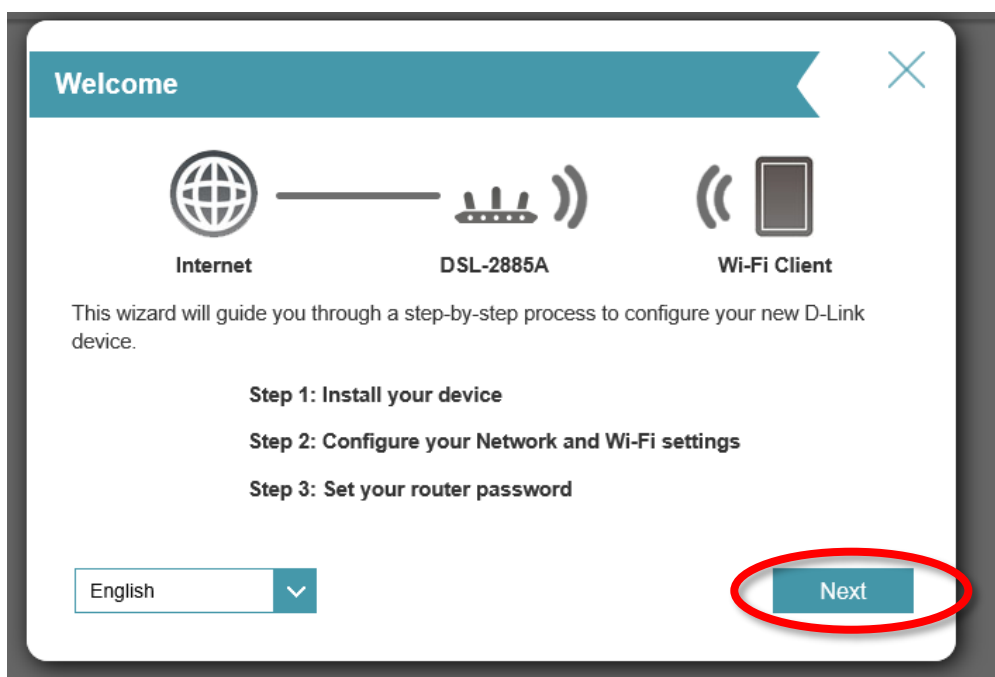 Welcome
Internet
DSL-2885A
Wi-Fi Client
This wizard will guide you through a step-by-step process to configure your new D-Link
device.
Step 1: Install your device
Step 2: Configure your Network and Wi-Fi settings
Step 3: Set your router password
English
Next